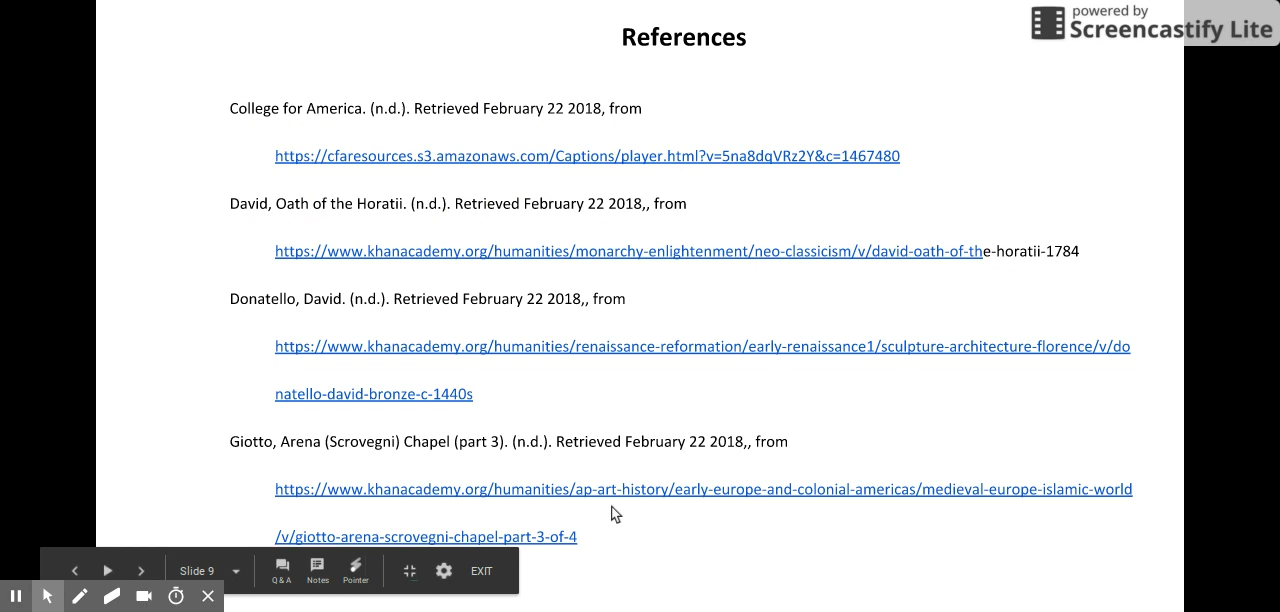 powered by
Screencastify Lite
References
College for America. (n.d.). Retrieved February 22 2018, from
https://cfaresources.s3.amazonaws.com/Captions/player.html?v=5na8dqVRz2Y&c=1467480
David, Oath of the Horatii. (n.d.). Retrieved February 22 2018,, from
https://www.khanacademy.org/humanities/monarchy-enlightenment/neo-classicism/v/david-oath-of-the-horatii-1784
Donatello, David. (n.d.). Retrieved February 22 2018,, from
https://www.khanacademy.org/humanities/renaissance-reformation/early-renaissance1/sculpture-architecture-florence/v/do
natello-david-bronze-c-1440s
Giotto, Arena (Scrovegni) Chapel (part 3). (n.d.). Retrieved February 22 2018,, from
https://www.khanacademy.org/humanities/ap-art-history/early-europe-and-colonial-americas/medieval-europe-islamic-world
/v/giotto-arena-scrovegni-chapel-part-3-of-4
Slide 9
Q & A
Notes
Pointer
EXIT